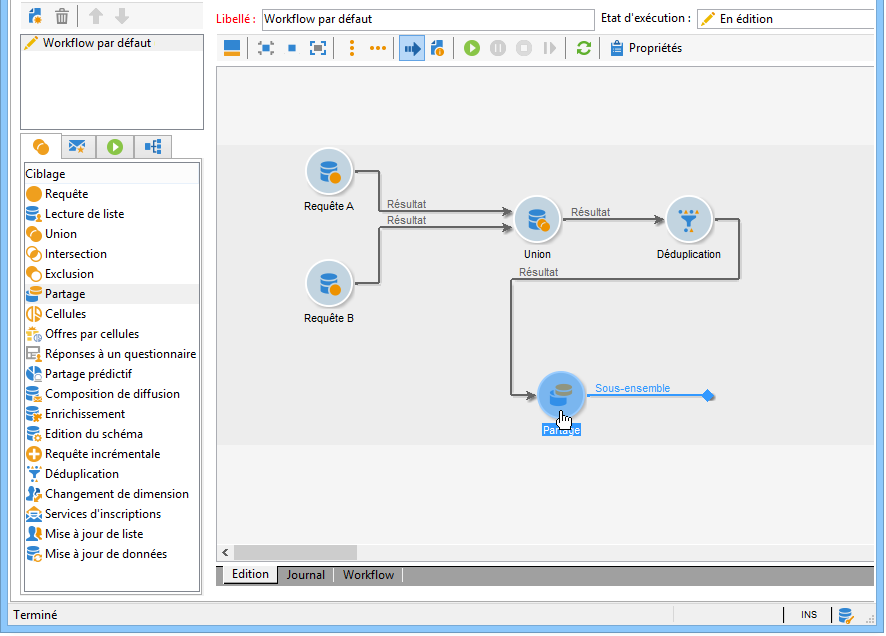 Libellé :
Workflow par défaut
Etat d'exécution :
En édition
Workflow par défaut
Propriétés
Ciblage
Requête
Lecture de liste
Union
Intersection
Exclusion
Partage
Cellules
Offres par cellules
Réponses à un questionnaire
Partage prédictif
Composition de diffusion
Enrichissement
Edition du schéma
Requête incrémentale
Déduplication
Changement de dimension
Services d'inscriptions
Mise à jour de liste
Mise à jour de données
Requête A
Résultat
Résultat
Requête B
Union
Résultat
Déduplication
Résultat
Sous-ensemble
Partage
Edition
Journal
Workflow
Terminé
INS